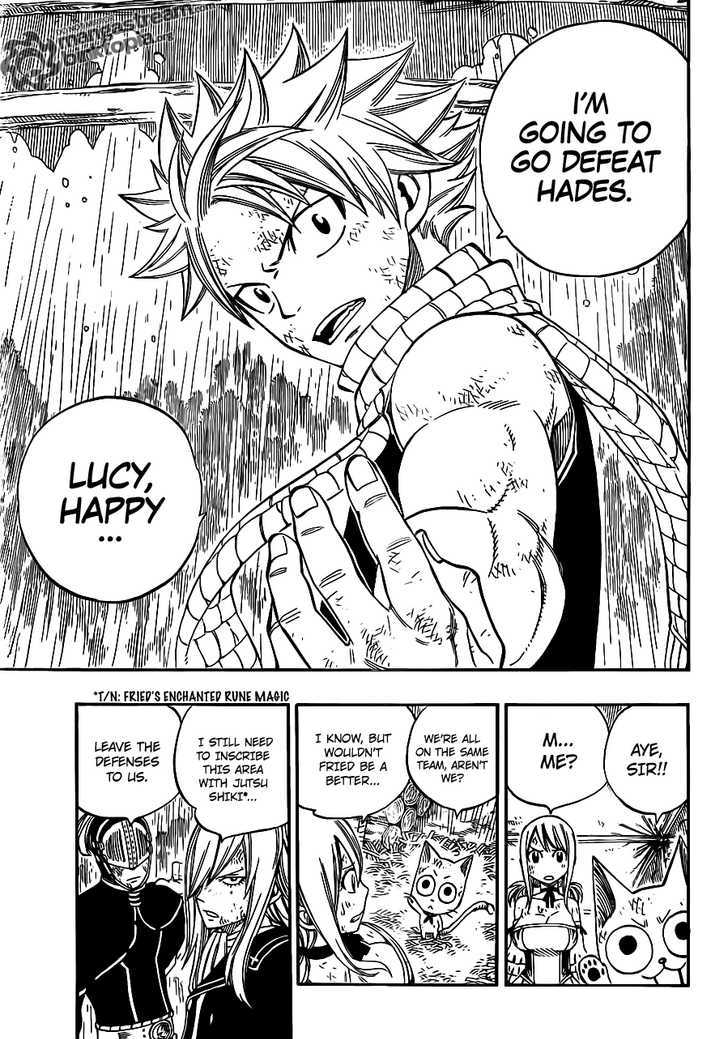 mangastream
I'M
GOING TO
GO DEFEAT
HADES.
LUCY,
HAPPY
...
AYE,
SIR!!
M...
ME?
WE'RE ALL
ON THE SAME
TEAM, AREN'T
WE?
I KNOW, BUT
WOULDN'T
FRIED BE A
BETTER...
*T/N: FRIED'S ENCHANTED RUNE MAGIC
I STILL NEED
TO INSCRIBE
THIS AREA
WITH JUTSU
SHIKI*...
LEAVE THE
DEFENSES
TO US.